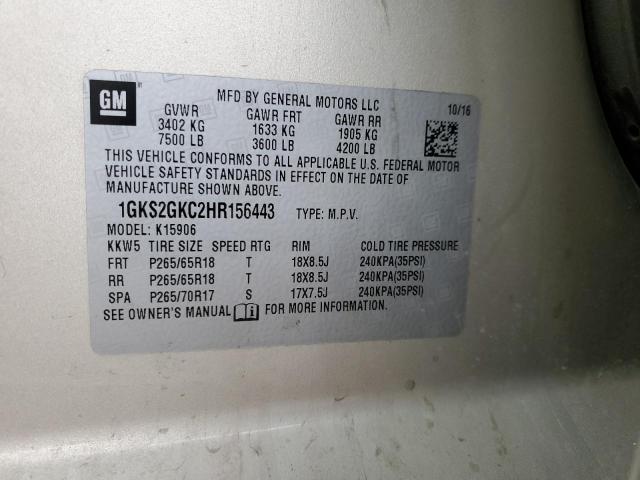 GM
MFD BY GENERAL MOTORS LLC
10/16
GVWR GAWR FRT GAWR RR
3402 KG 1633 KG 1905 KG
7500 LB 3600 LB 4200 LB
THIS VEHICLE CONFORMS TO ALL APPLICABLE U.S. FEDERAL MOTOR
VEHICLE SAFETY STANDARDS IN EFFECT ON THE DATE OF
MANUFACTURE SHOWN ABOVE.
1GKS2GKC2HR156443 TYPE: M.P.V.
MODEL: K15906
KKW5 TIRE SIZE SPEED RTG RIM COLD TIRE PRESSURE
FRT P265/65R18 T 18X8.5J 240KPA(35PSI)
RR P265/65R18 T 18X8.5J 240KPA(35PSI)
SPA P265/70R17 S 17X7.5J 240KPA(35PSI)
SEE OWNER'S MANUAL i FOR MORE INFORMATION.